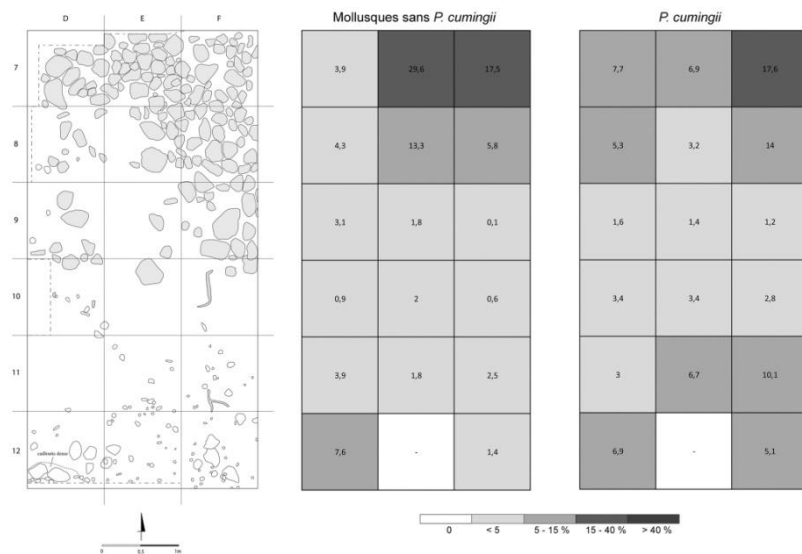 D E F
Mollusques sans P. cumingii
P. cumingii
7
3,9 29,6 17,5
7,7 6,9 17,6
8
4,3 13,3 5,8
5,3 3,2 14
9
3,1 1,8 0,1
1,6 1,4 1,2
10
0,9 2 0,6
3,4 3,4 2,8
11
3,9 1,8 2,5
3 6,7 10,1
12
7,6 - 1,4
6,9 - 5,1
0 0.5 1m
0 < 5 5 - 15 % 15 - 40 % > 40 %